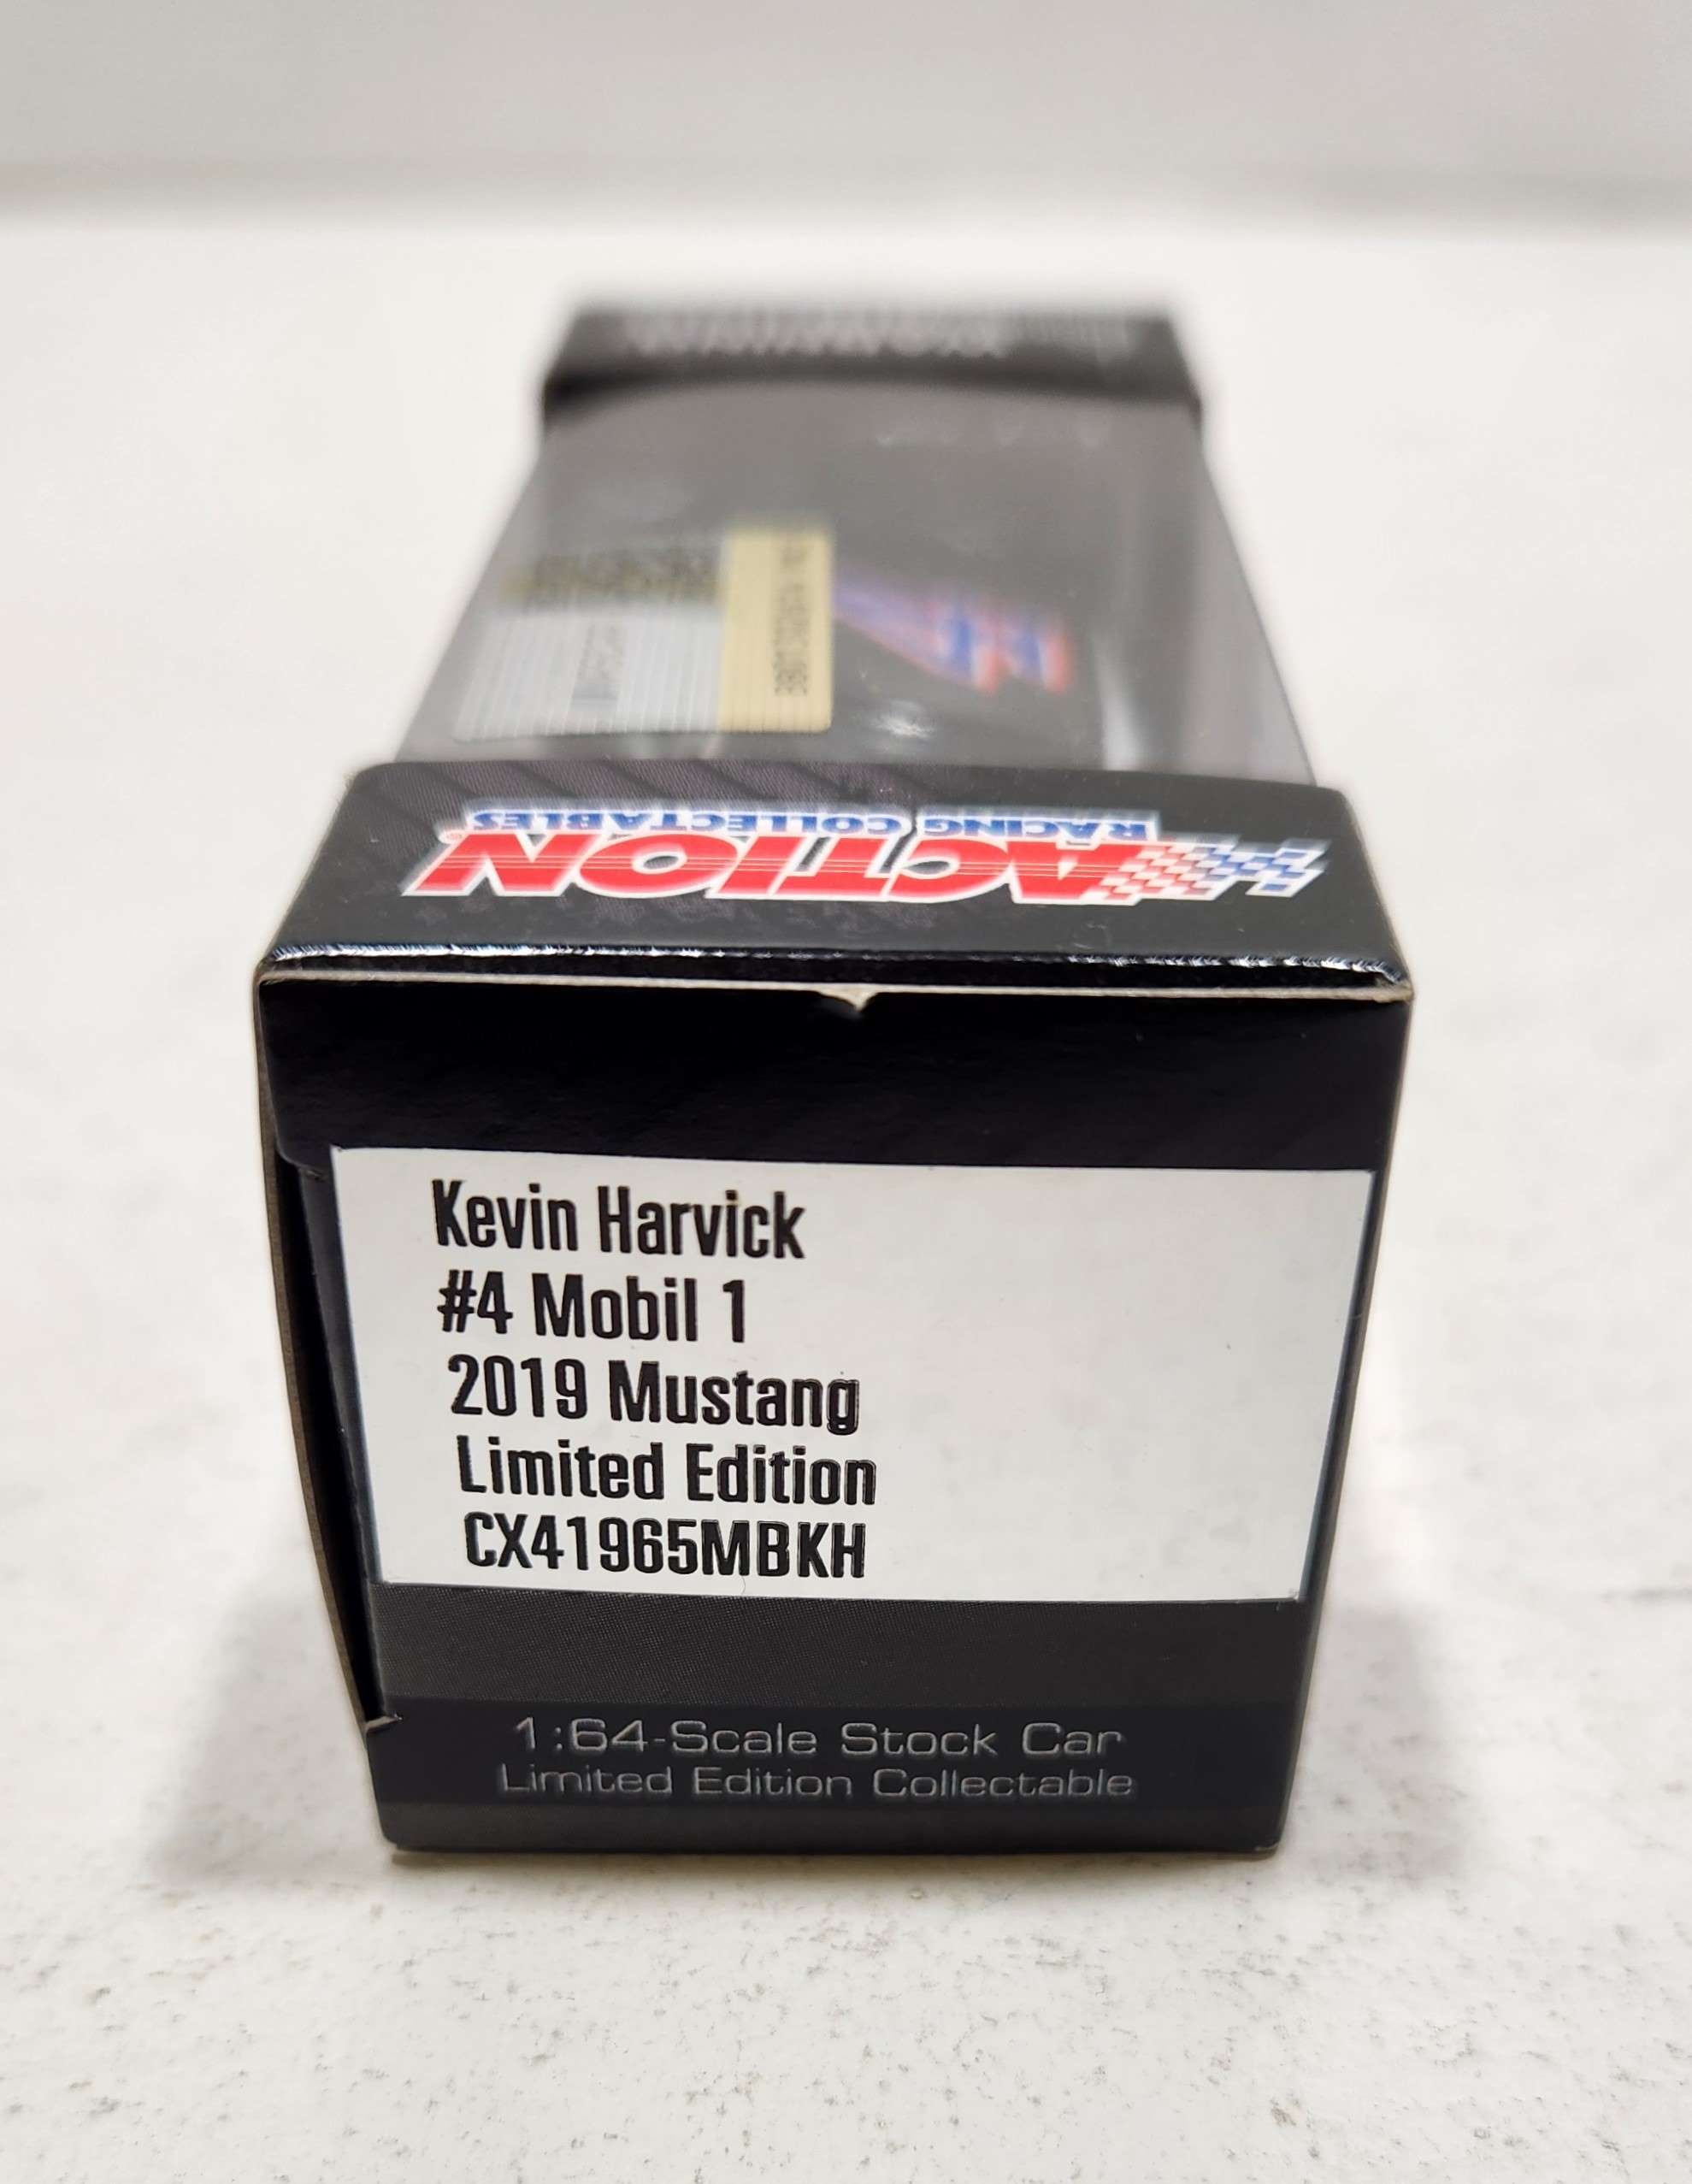 ACTION
RACING COLLECTABLES
Kevin Harvick
#4 Mobil 1
2019 Mustang
Limited Edition
CX41965MBKH
1:64-Scale Stock Car
Limited Edition Collectable